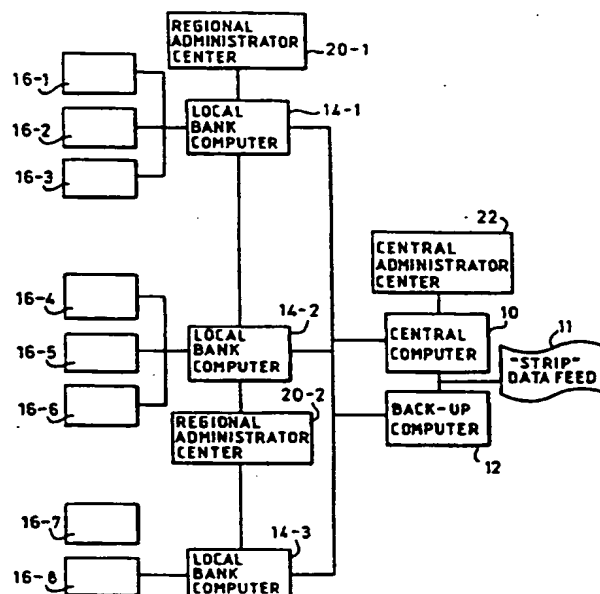 REGIONAL
ADMINISTRATOR
CENTER
20-1
16-1
16-2
16-3
LOCAL
BANK
COMPUTER
14-1
22
CENTRAL
ADMINISTRATOR
CENTER
16-4
16-5
16-6
LOCAL
BANK
COMPUTER
14-2
10
CENTRAL
COMPUTER
11
"STRIP"
DATA FEED
20-2
REGIONAL
ADMINISTRATOR
CENTER
BACK-UP
COMPUTER
12
16-7
16-8
14-3
LOCAL
BANK
COMPUTER